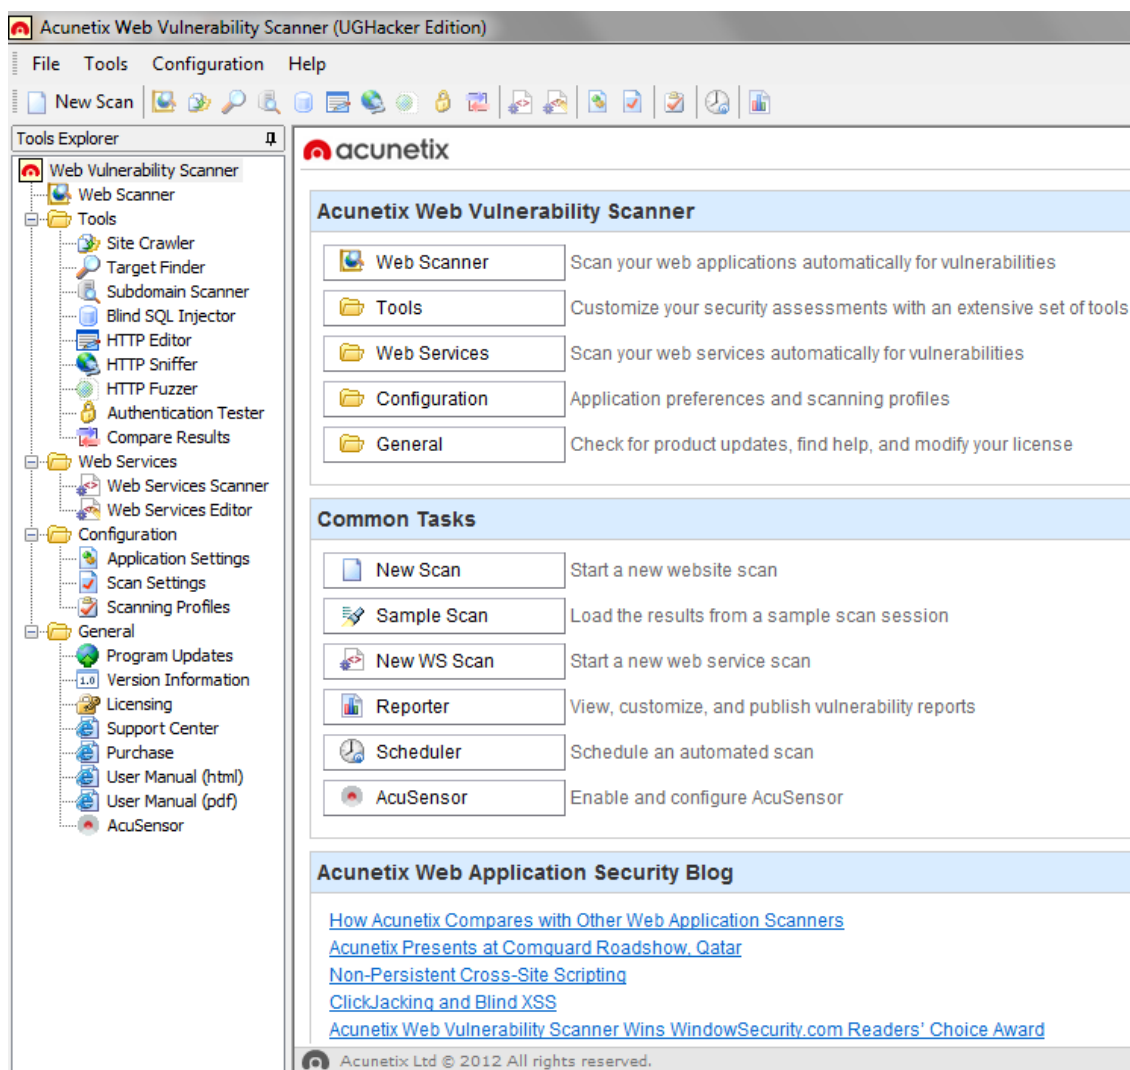 Acunetix Web Vulnerability Scanner (UGHacker Edition)
File Tools Configuration Help
New Scan
Tools Explorer
Web Vulnerability Scanner
Web Scanner
Tools
Site Crawler
Target Finder
Subdomain Scanner
Blind SQL Injector
HTTP Editor
HTTP Sniffer
HTTP Fuzzer
Authentication Tester
Compare Results
Web Services
Web Services Scanner
Web Services Editor
Configuration
Application Settings
Scan Settings
Scanning Profiles
General
Program Updates
1.0 Version Information
Licensing
Support Center
Purchase
User Manual (html)
User Manual (pdf)
AcuSensor
acunetix
Acunetix Web Vulnerability Scanner
Web Scanner Scan your web applications automatically for vulnerabilities
Tools Customize your security assessments with an extensive set of tools
Web Services Scan your web services automatically for vulnerabilities
Configuration Application preferences and scanning profiles
General Check for product updates, find help, and modify your license
Common Tasks
New Scan Start a new website scan
Sample Scan Load the results from a sample scan session
New WS Scan Start a new web service scan
Reporter View, customize, and publish vulnerability reports
Scheduler Schedule an automated scan
AcuSensor Enable and configure AcuSensor
Acunetix Web Application Security Blog
How Acunetix Compares with Other Web Application Scanners
Acunetix Presents at Comguard Roadshow, Qatar
Non-Persistent Cross-Site Scripting
ClickJacking and Blind XSS
Acunetix Web Vulnerability Scanner Wins WindowSecurity.com Readers' Choice Award
Acunetix Ltd © 2012 All rights reserved.